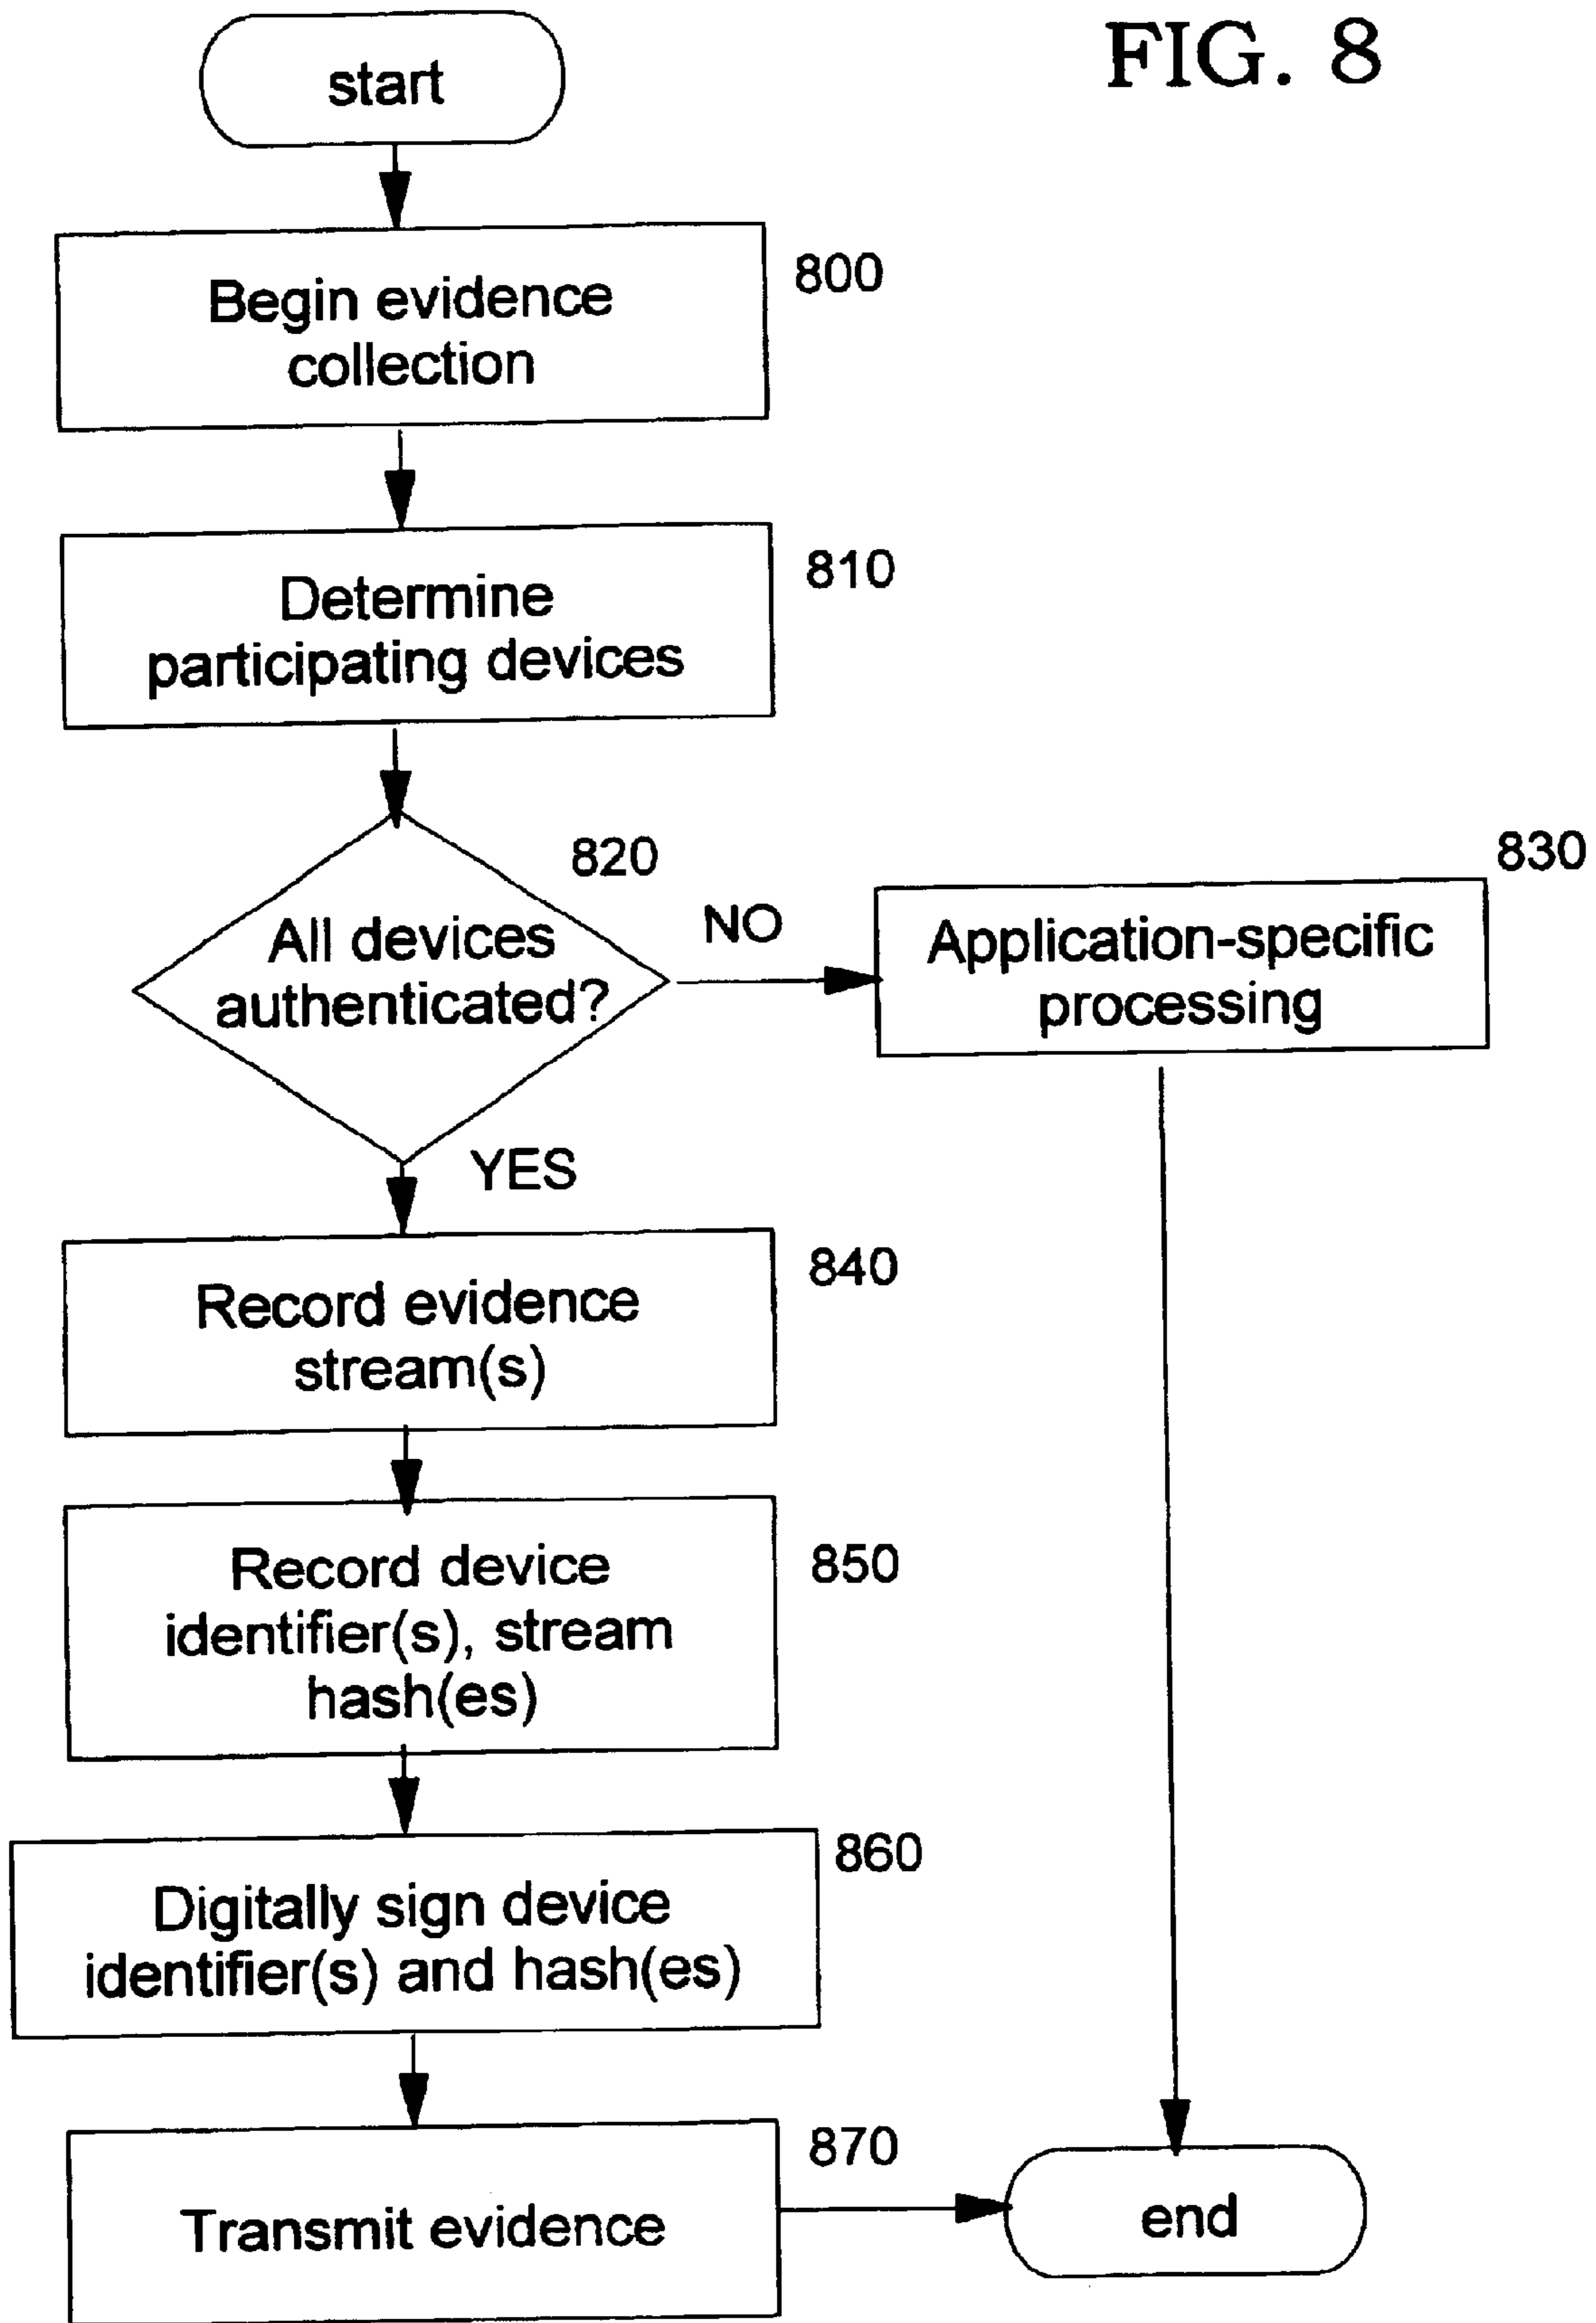 FIG. 8
start
800
Begin evidence
collection
810
Determine
participating devices
820
All devices
authenticated?
NO
830
Application-specific
processing
YES
840
Record evidence
stream(s)
850
Record device
identifier(s), stream
hash(es)
860
Digitally sign device
identifier(s) and hash(es)
870
Transmit evidence
end